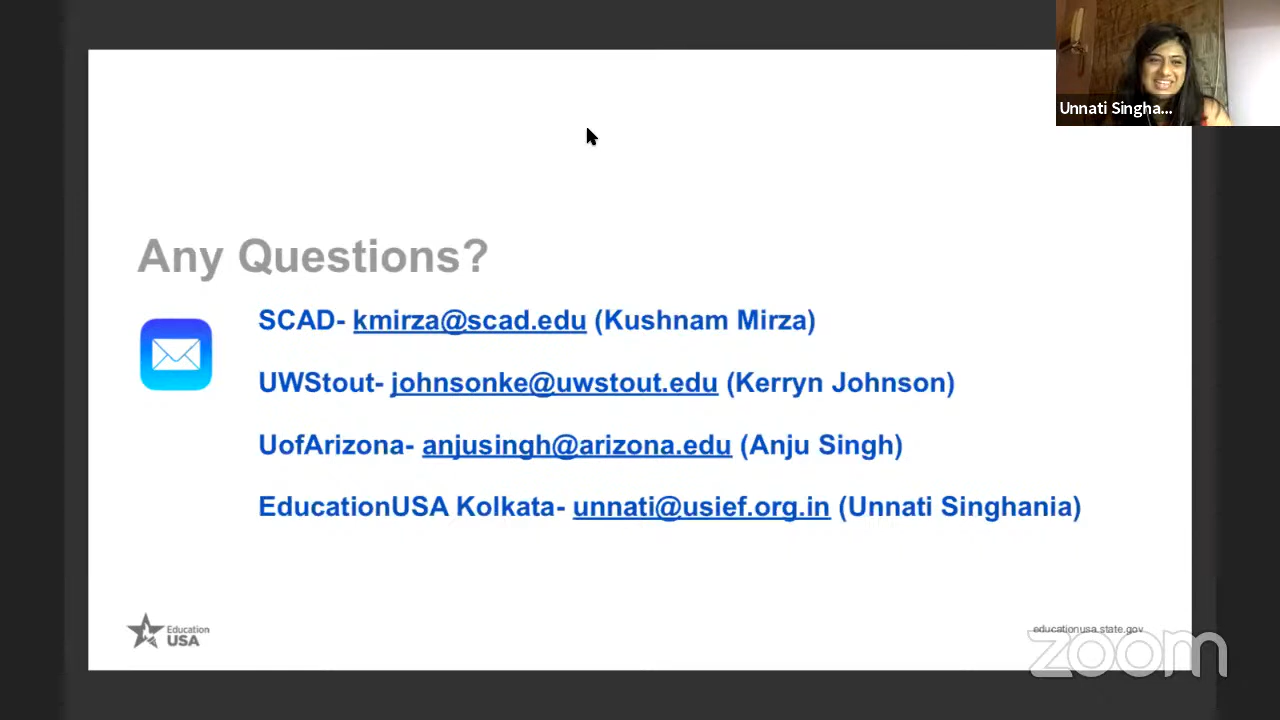 Unnati Singha...
Any Questions?
SCAD- kmirza@scad.edu (Kushnam Mirza)
UWStout- johnsonke@uwstout.edu (Kerryn Johnson)
UofArizona- anjusingh@arizona.edu (Anju Singh)
EducationUSA Kolkata- unnati@usief.org.in (Unnati Singhania)
Education
USA
educationusa.state.gov
zoom